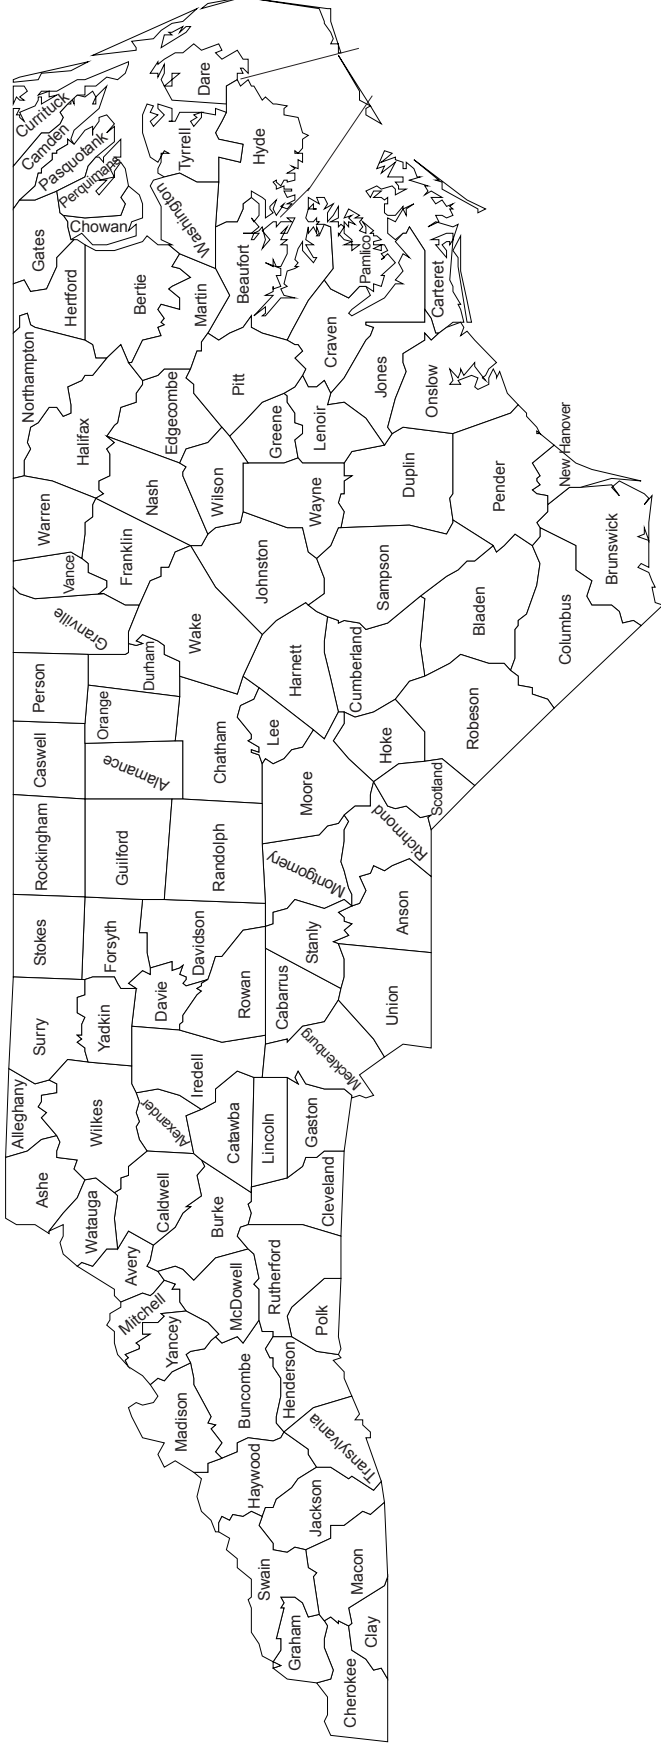 Cherokee
Graham
Clay
Swain
Macon
Jackson
Haywood
Transylvania
Madison
Buncombe
Henderson
Yancey
Mitchell
McDowell
Polk
Rutherford
Avery
Burke
Cleveland
Watauga
Caldwell
Ashe
Alleghany
Wilkes
Alexander
Catawba
Lincoln
Gaston
Iredell
Mecklenburg
Surry
Yadkin
Davie
Rowan
Cabarrus
Union
Stokes
Forsyth
Davidson
Stanly
Anson
Rockingham
Guilford
Randolph
Montgomery
Richmond
Caswell
Alamance
Chatham
Moore
Scotland
Person
Orange
Durham
Lee
Hoke
Robeson
Granville
Wake
Harnett
Cumberland
Bladen
Columbus
Vance
Warren
Franklin
Johnston
Sampson
Brunswick
Northampton
Halifax
Nash
Wilson
Wayne
Duplin
Pender
New Hanover
Edgecombe
Greene
Lenoir
Jones
Onslow
Hertford
Bertie
Martin
Pitt
Craven
Carteret
Gates
Chowan
Perquimans
Pasquotank
Camden
Currituck
Washington
Beaufort
Pamlico
Tyrrell
Hyde
Dare